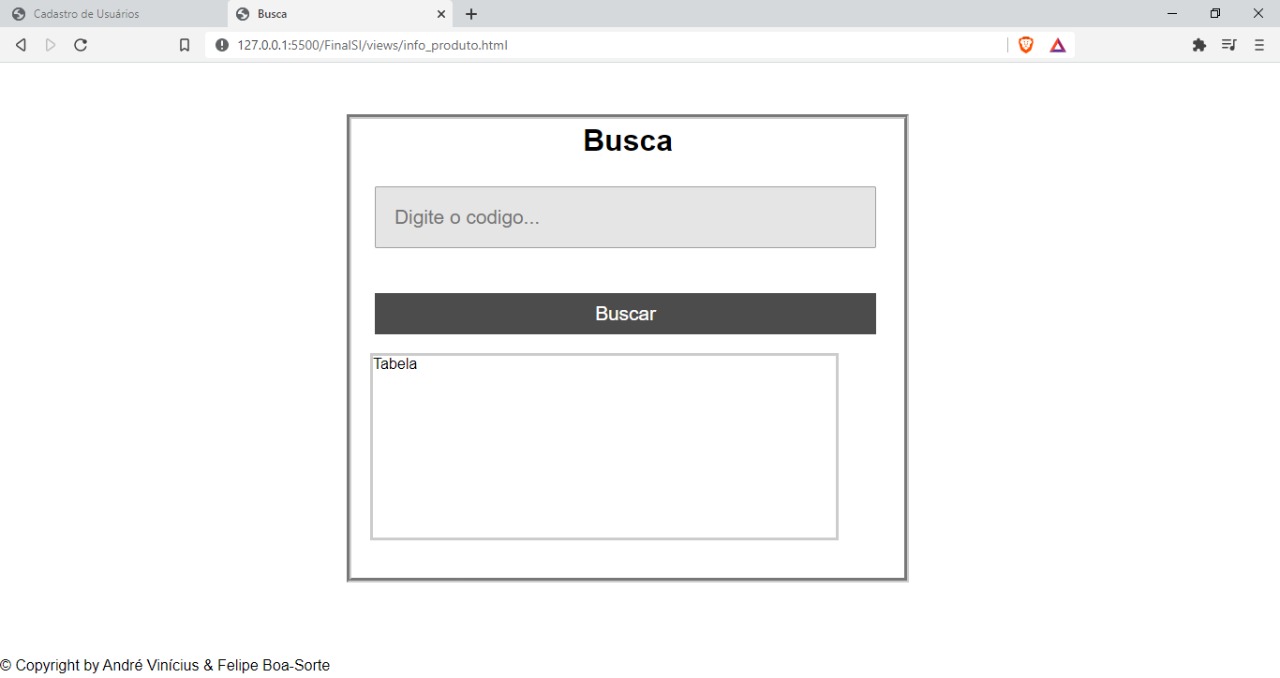 Cadastro de Usuários
Busca
127.0.0.1:5500/FinalSI/views/info_produto.html
Busca
Digite o codigo...
Buscar
Tabela
© Copyright by André Vinícius & Felipe Boa-Sorte